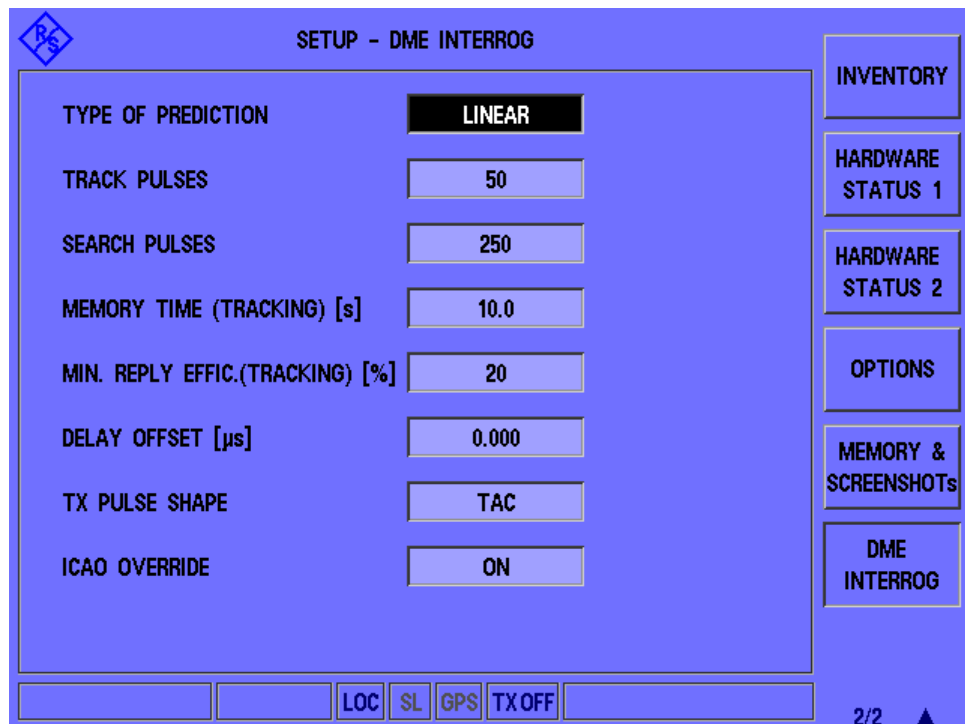 R/S
SETUP - DME INTERROG
TYPE OF PREDICTION LINEAR
TRACK PULSES 50
SEARCH PULSES 250
MEMORY TIME (TRACKING) [s] 10.0
MIN. REPLY EFFIC.(TRACKING) [%] 20
DELAY OFFSET [µs] 0.000
TX PULSE SHAPE TAC
ICAO OVERRIDE ON
LOC SL GPS TX OFF
INVENTORY
HARDWARE
STATUS 1
HARDWARE
STATUS 2
OPTIONS
MEMORY &
SCREENSHOTs
DME
INTERROG
2/2 ▲